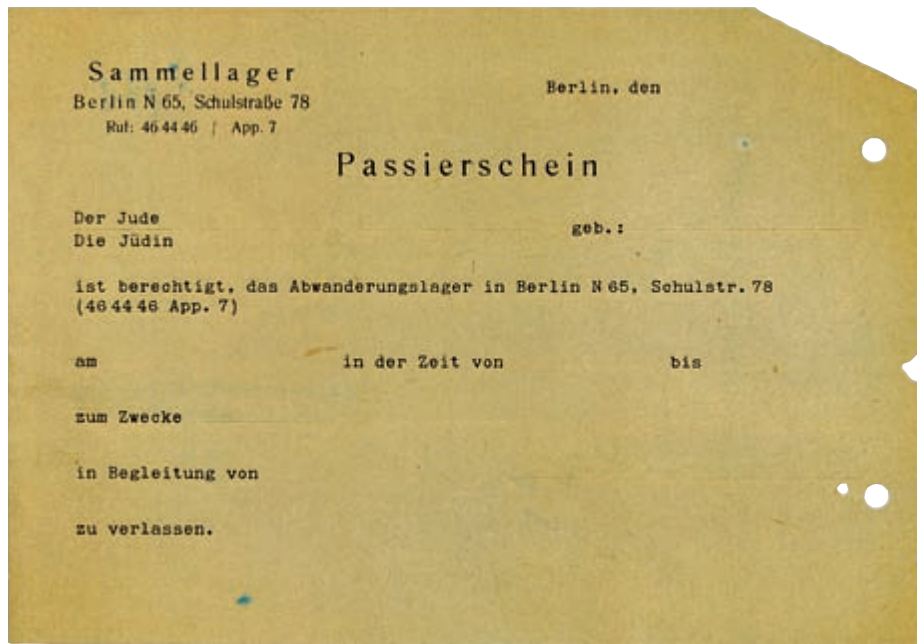 Sammellager
Berlin N 65, Schulstraße 78
Ruf: 46 44 46 / App. 7
Berlin, den
Passierschein
Der Jude
Die Jüdin
geb.:
ist berechtigt, das Abwanderungslager in Berlin N 65, Schulstr. 78
(46 44 46 App. 7)
am in der Zeit von bis
zum Zwecke
in Begleitung von
zu verlassen.